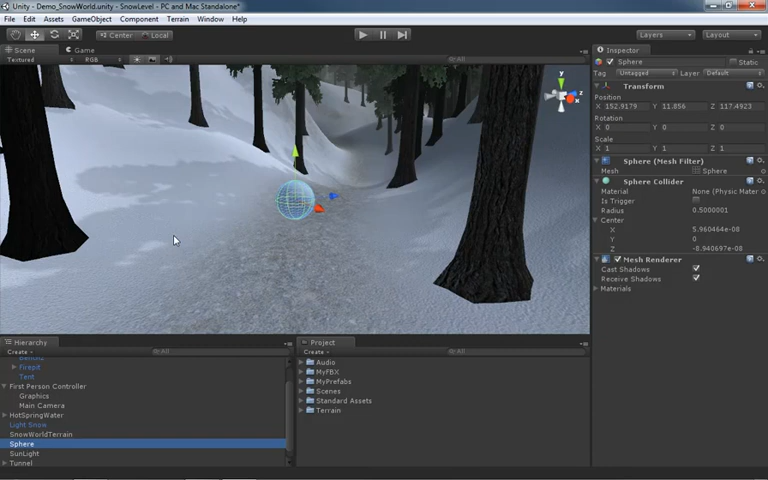 Unity - Demo_SnowWorld.unity - SnowLevel - PC and Mac Standalone*
File Edit Assets GameObject Component Terrain Window Help
Center Local Layers Layout
Scene Game
Textured RGB All
y
z
x
Inspector
Sphere Static
Tag Untagged Layer Default
Transform
Position
X 152.9179 Y 11.856 Z 117.4923
Rotation
X 0 Y 0 Z 0
Scale
X 1 Y 1 Z 1
Sphere (Mesh Filter)
Mesh Sphere
Sphere Collider
Material None (Physic Mater
Is Trigger
Radius 0.5000001
Center
X 5.960464e-08
Y 0
Z -8.940697e-08
Mesh Renderer
Cast Shadows
Receive Shadows
Materials
Hierarchy
Create All
Firepit
Tent
First Person Controller
Graphics
Main Camera
HotSpringWater
Light Snow
SnowWorldTerrain
Sphere
SunLight
Tunnel
Project
Create All
Audio
MyFBX
MyPrefabs
Scenes
Standard Assets
Terrain